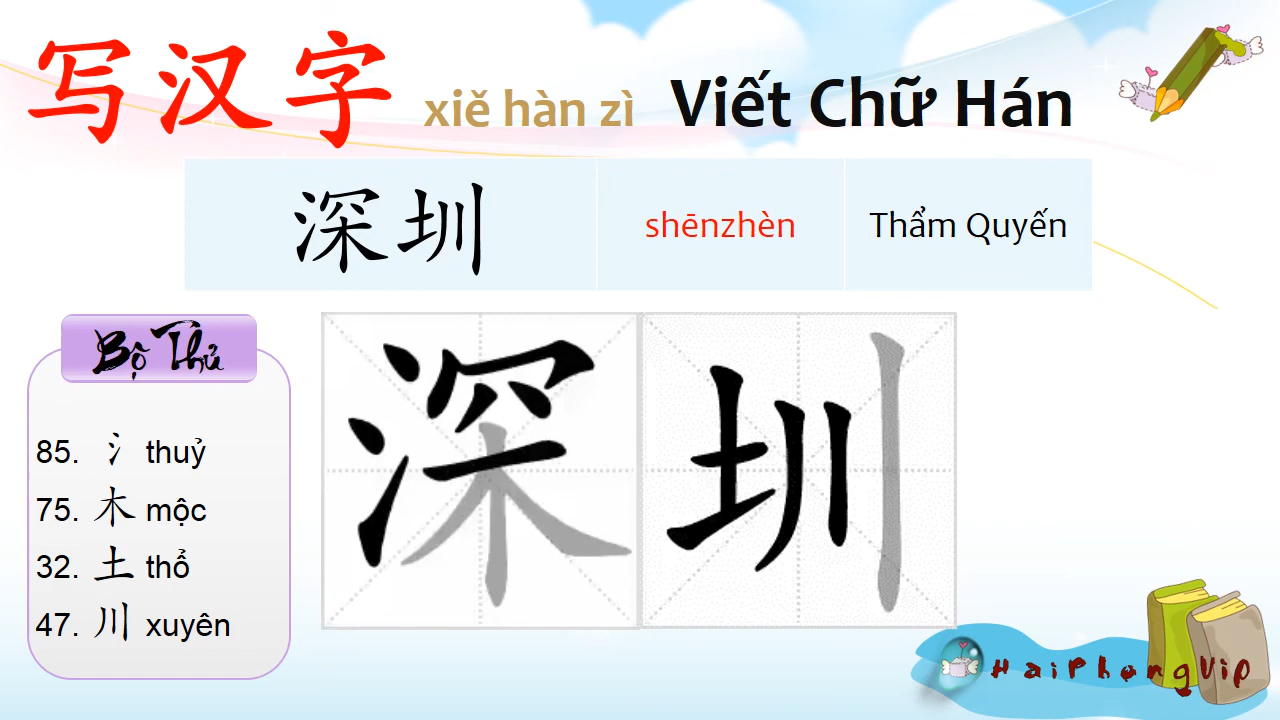 写汉字 xiě hàn zì Viết Chữ Hán
深圳 shēnzhèn Thẩm Quyến
Bộ Thủ
85. 氵 thuỷ
75. 木 mộc
32. 土 thổ
47. 川 xuyên
深圳
HaiPhongVip